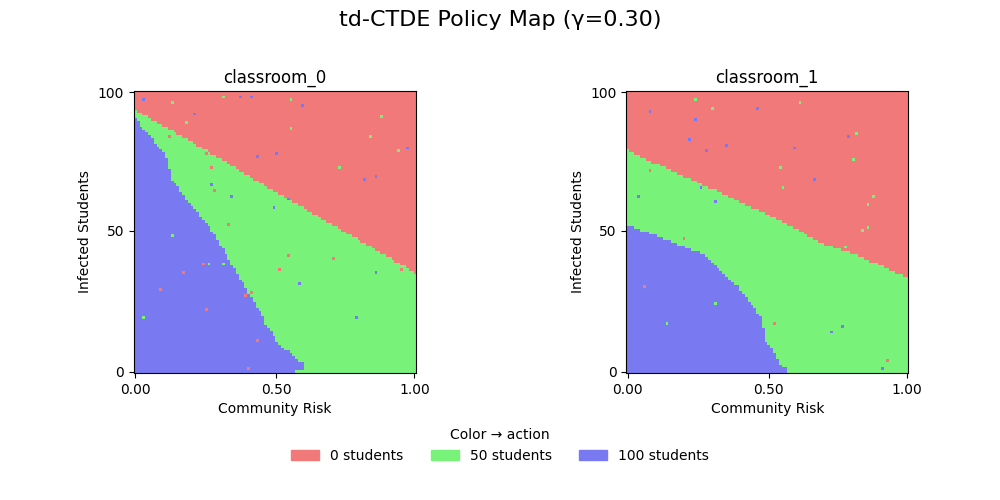 td-CTDE Policy Map (γ=0.30)
classroom_0
classroom_1
100
50
0
Infected Students
0.00 0.50 1.00
Community Risk
100
50
0
Infected Students
0.00 0.50 1.00
Community Risk
Color → action
0 students 50 students 100 students